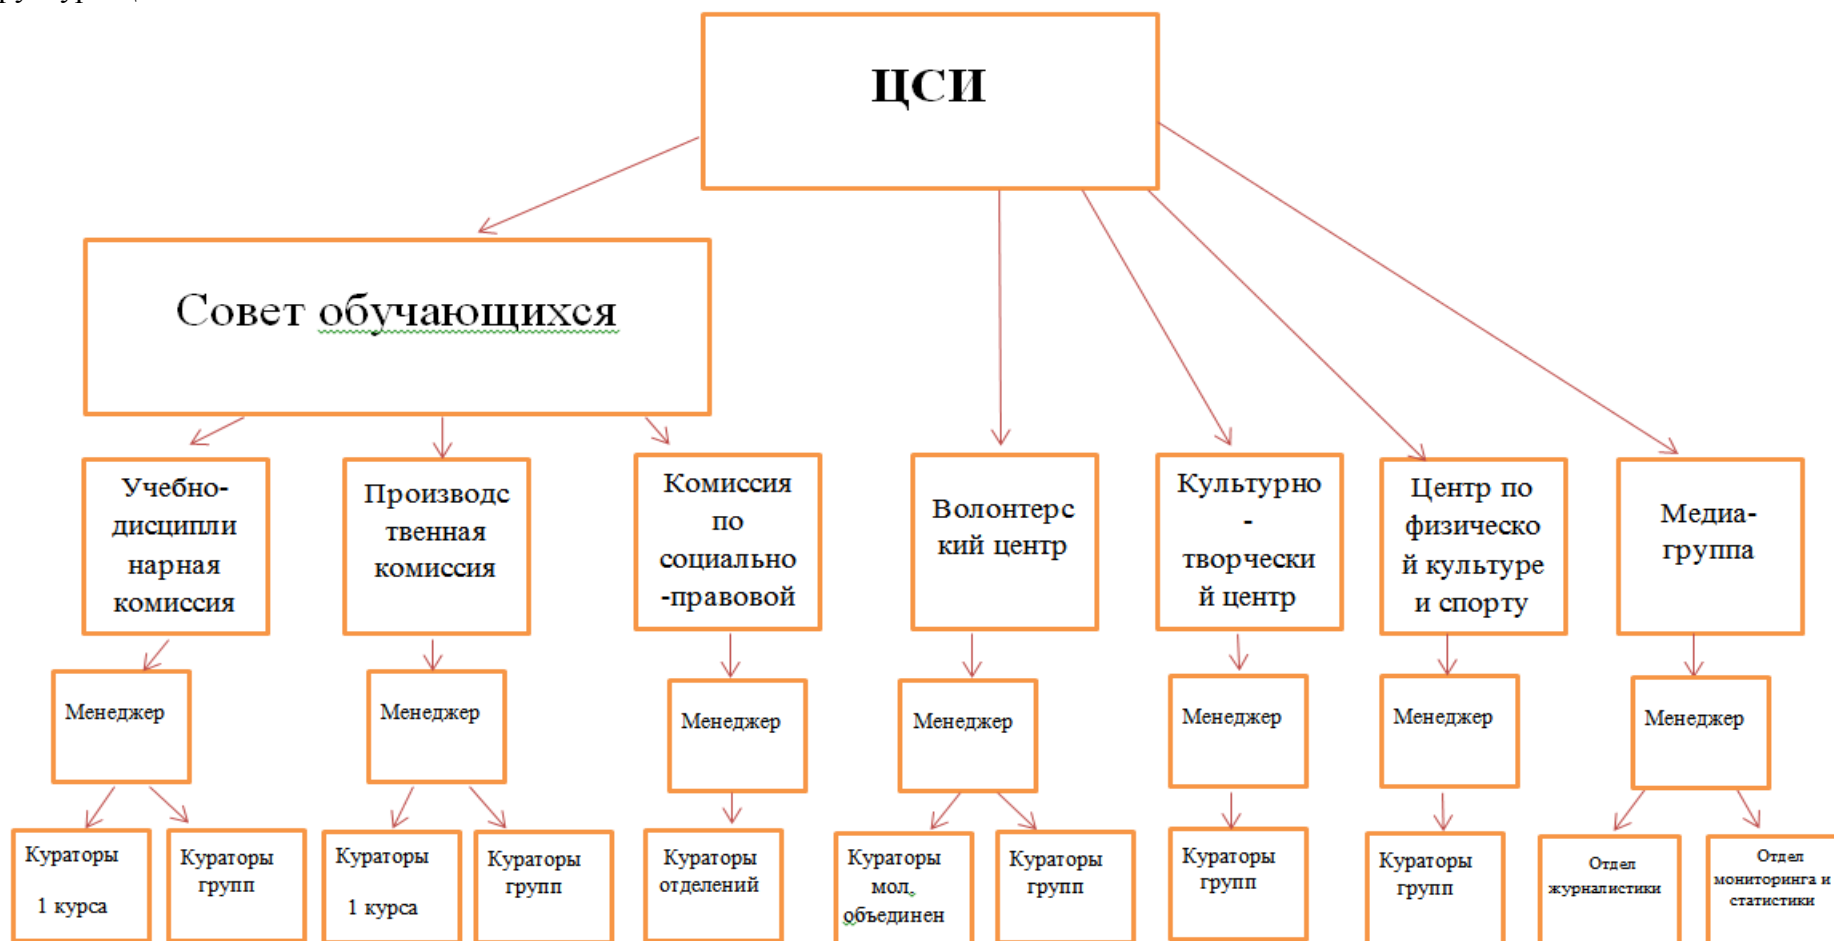 ЦСИ
Совет обучающихся
Учебно-
дисципли
нарная
комиссия
Производс
твенная
комиссия
Комиссия
по
социально
-правовой
Волонтерс
кий центр
Культурно
-
творчески
й центр
Центр по
физическо
й культуре
и спорту
Медиа-
группа
Менеджер
Менеджер
Менеджер
Менеджер
Менеджер
Менеджер
Менеджер
Кураторы
1 курса
Кураторы
групп
Кураторы
1 курса
Кураторы
групп
Кураторы
отделений
Кураторы
мол.
объединен
Кураторы
групп
Кураторы
групп
Кураторы
групп
Отдел
журналистики
Отдел
мониторинга и
статистики